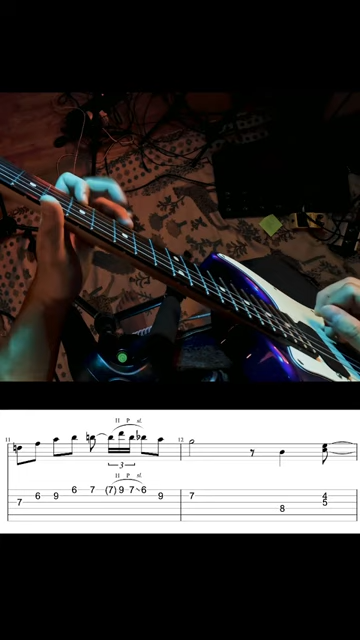 H P sl.
11 12
3
H P sl.
6 7 (7) 9 7 6
6 9 9 7 4
7 5
8